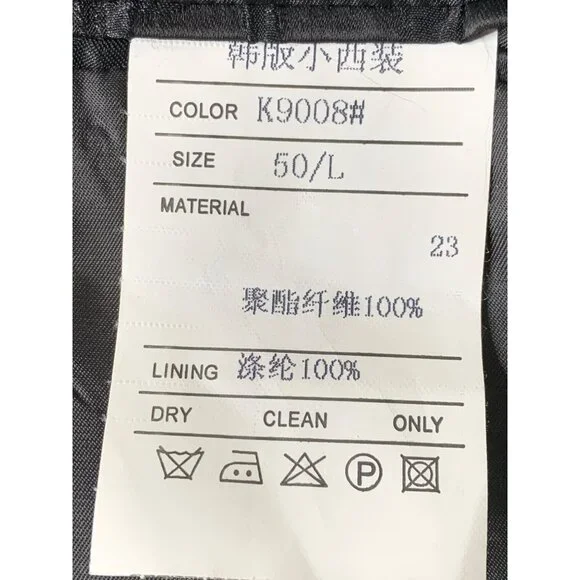 韩版小西装
COLOR K9008#
SIZE 50/L
MATERIAL
23
聚酯纤维100%
LINING 涤纶100%
DRY CLEAN ONLY
P